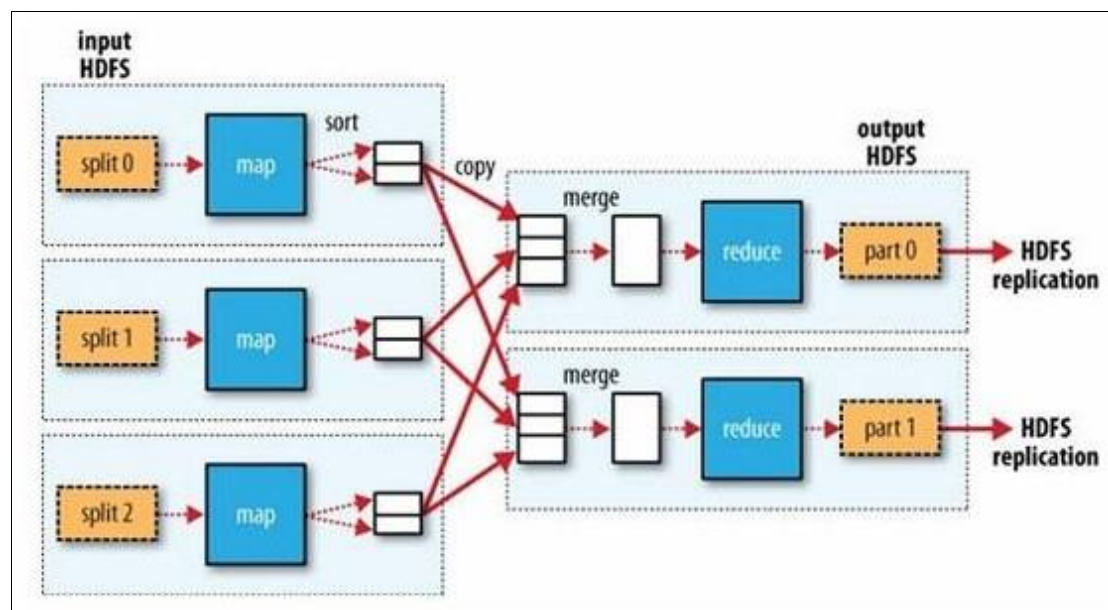 input
HDFS
split 0
map
sort
copy
split 1
map
split 2
map
output
HDFS
merge
reduce
part 0
HDFS
replication
merge
reduce
part 1
HDFS
replication